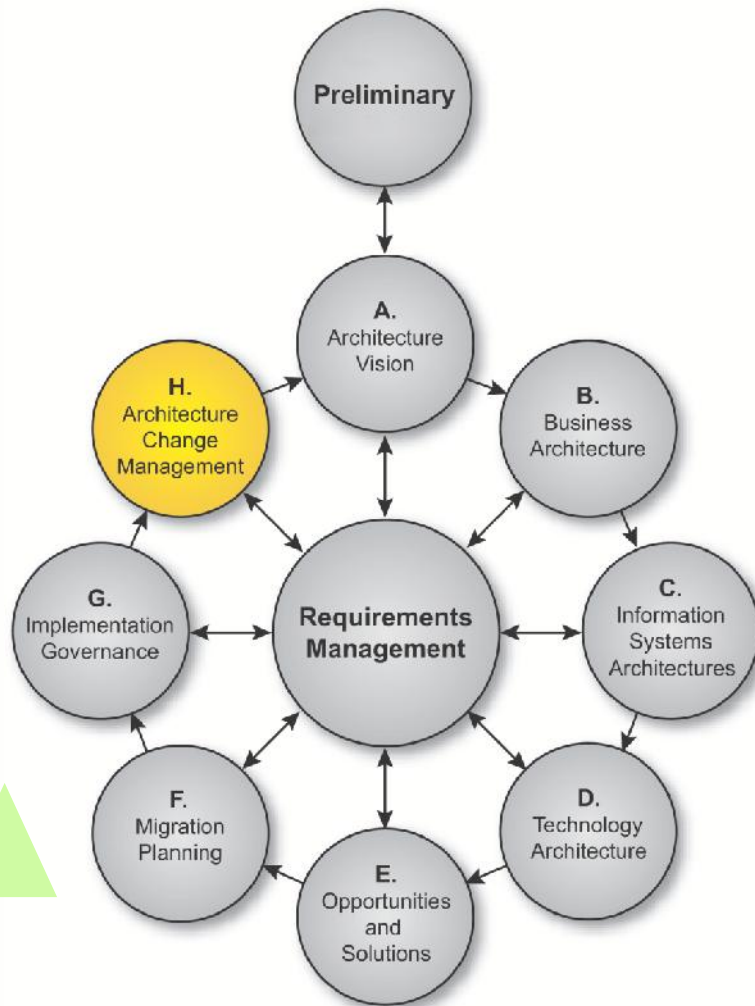 Preliminary
A.
Architecture
Vision
B.
Business
Architecture
C.
Information
Systems
Architectures
D.
Technology
Architecture
E.
Opportunities
and
Solutions
F.
Migration
Planning
G.
Implementation
Governance
H.
Architecture
Change
Management
Requirements
Management